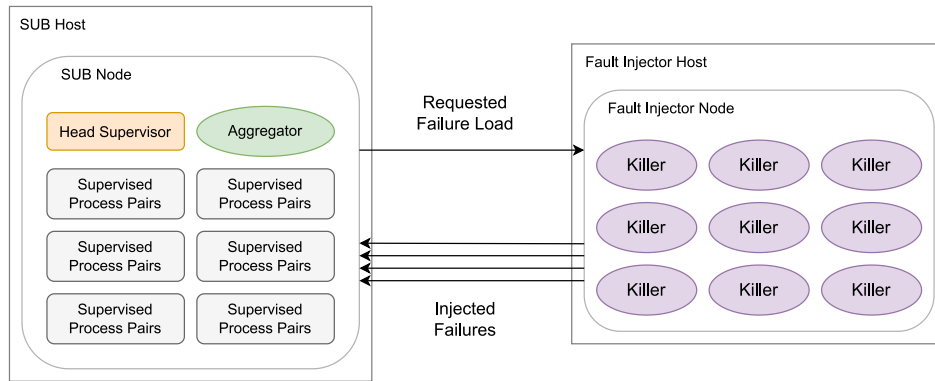 SUB Host
SUB Node
Head Supervisor
Aggregator
Supervised
Process Pairs
Supervised
Process Pairs
Supervised
Process Pairs
Supervised
Process Pairs
Supervised
Process Pairs
Supervised
Process Pairs
Requested
Failure Load
Injected
Failures
Fault Injector Host
Fault Injector Node
Killer
Killer
Killer
Killer
Killer
Killer
Killer
Killer
Killer